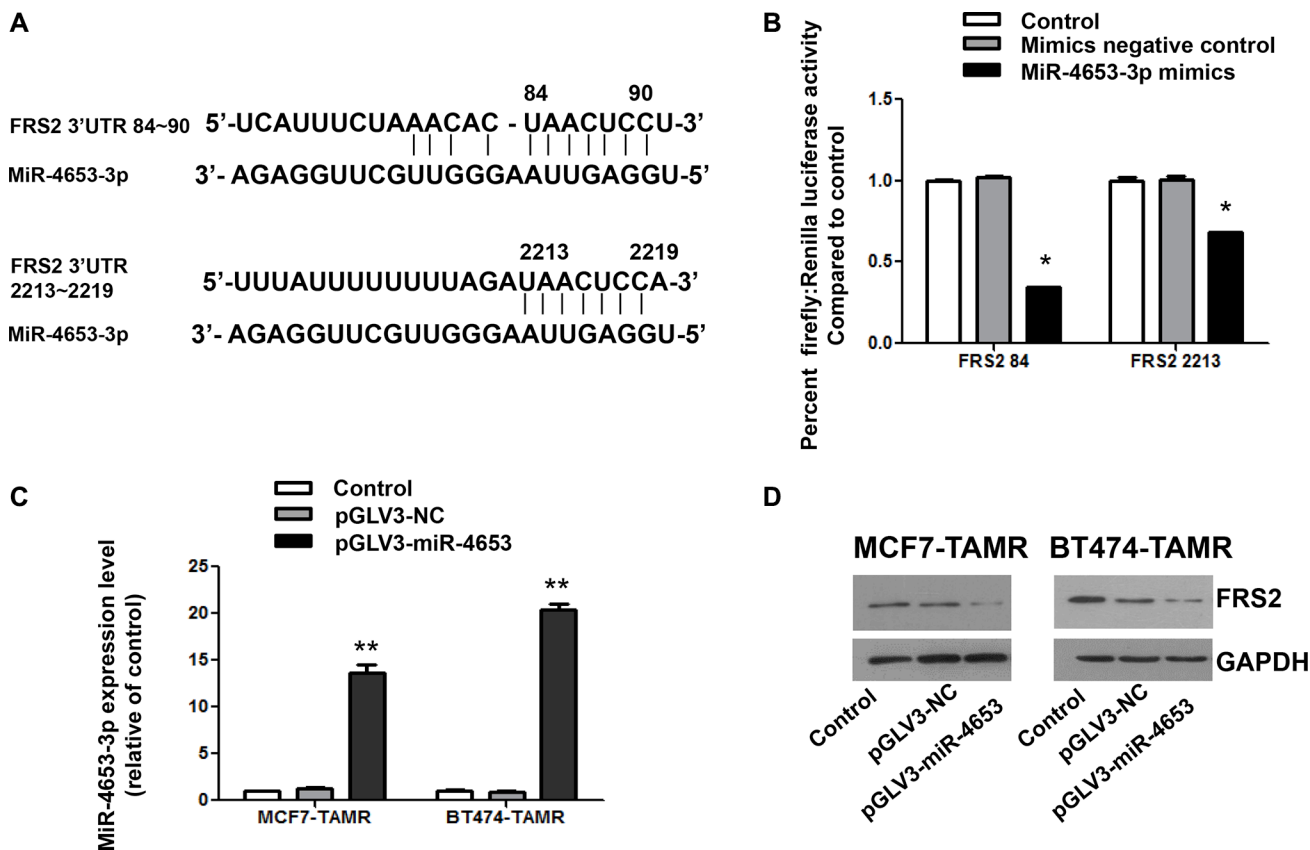 A
84 90
FRS2 3’UTR 84~90 5’-UCAUUUCUAAACAC - UAACUCCU-3’
MiR-4653-3p 3’- AGAGGUUCGUUGGGAAUUGAGGU-5’
2213 2219
FRS2 3’UTR
2213~2219
5’-UUUAUUUUUUUUAGAUAACUCCA-3’
MiR-4653-3p 3’- AGAGGUUCGUUGGGAAUUGAGGU-5’
B
Control
Mimics negative control
MiR-4653-3p mimics
Percent firefly:Renilla luciferase activity
Compared to control
1.5
1.0
0.5
0.0
*
*
FRS2 84 FRS2 2213
C
Control
pGLV3-NC
pGLV3-miR-4653
MiR-4653-3p expression level
(relative of control)
25
20
15
10
5
0
**
**
MCF7-TAMR BT474-TAMR
D
MCF7-TAMR BT474-TAMR
FRS2
GAPDH
Control
pGLV3-NC
pGLV3-miR-4653
Control
pGLV3-NC
pGLV3-miR-4653